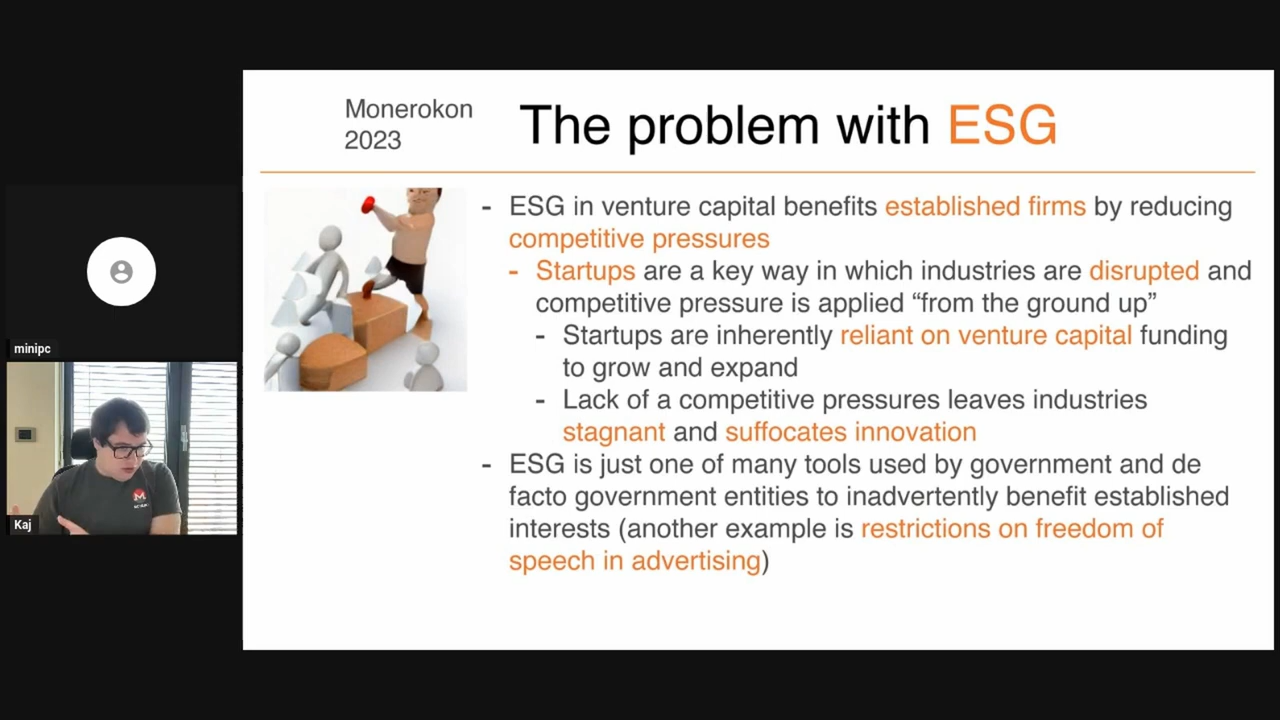 Monerokon
2023
The problem with ESG
- ESG in venture capital benefits established firms by reducing
competitive pressures
- Startups are a key way in which industries are disrupted and
competitive pressure is applied “from the ground up”
- Startups are inherently reliant on venture capital funding
to grow and expand
- Lack of a competitive pressures leaves industries
stagnant and suffocates innovation
- ESG is just one of many tools used by government and de
facto government entities to inadvertently benefit established
interests (another example is restrictions on freedom of
speech in advertising)
minipc
Kaj